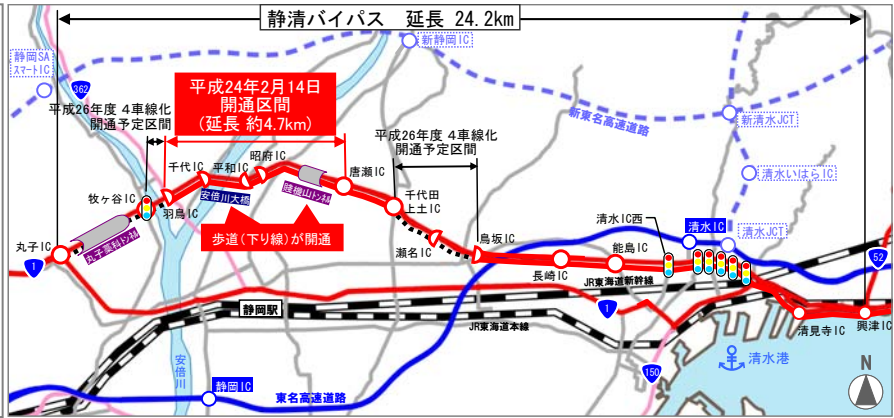 静清バイパス 延長 24.2km
静岡SA
スマートIC
362
新静岡IC
平成24年2月14日
開通区間
(延長 約4.7km)
平成26年度 4車線化
開通予定区間
平成26年度 4車線化
開通予定区間
新東名高速道路
新清水JCT
清水いはらIC
清水JCT
千代IC
平和IC
昭府IC
唐瀬IC
千代田
上土IC
牧ヶ谷IC
羽鳥IC
安倍川大橋
賎機山トンネル
丸子藁科トンネル
歩道(下り線)が開通
丸子IC
瀬名IC
鳥坂IC
長崎IC
能島IC
清水IC西
清水IC
52
1
JR東海道新幹線
静岡駅
1
JR東海道本線
清見寺IC
興津IC
安倍川
150
清水港
静岡IC
東名高速道路
N